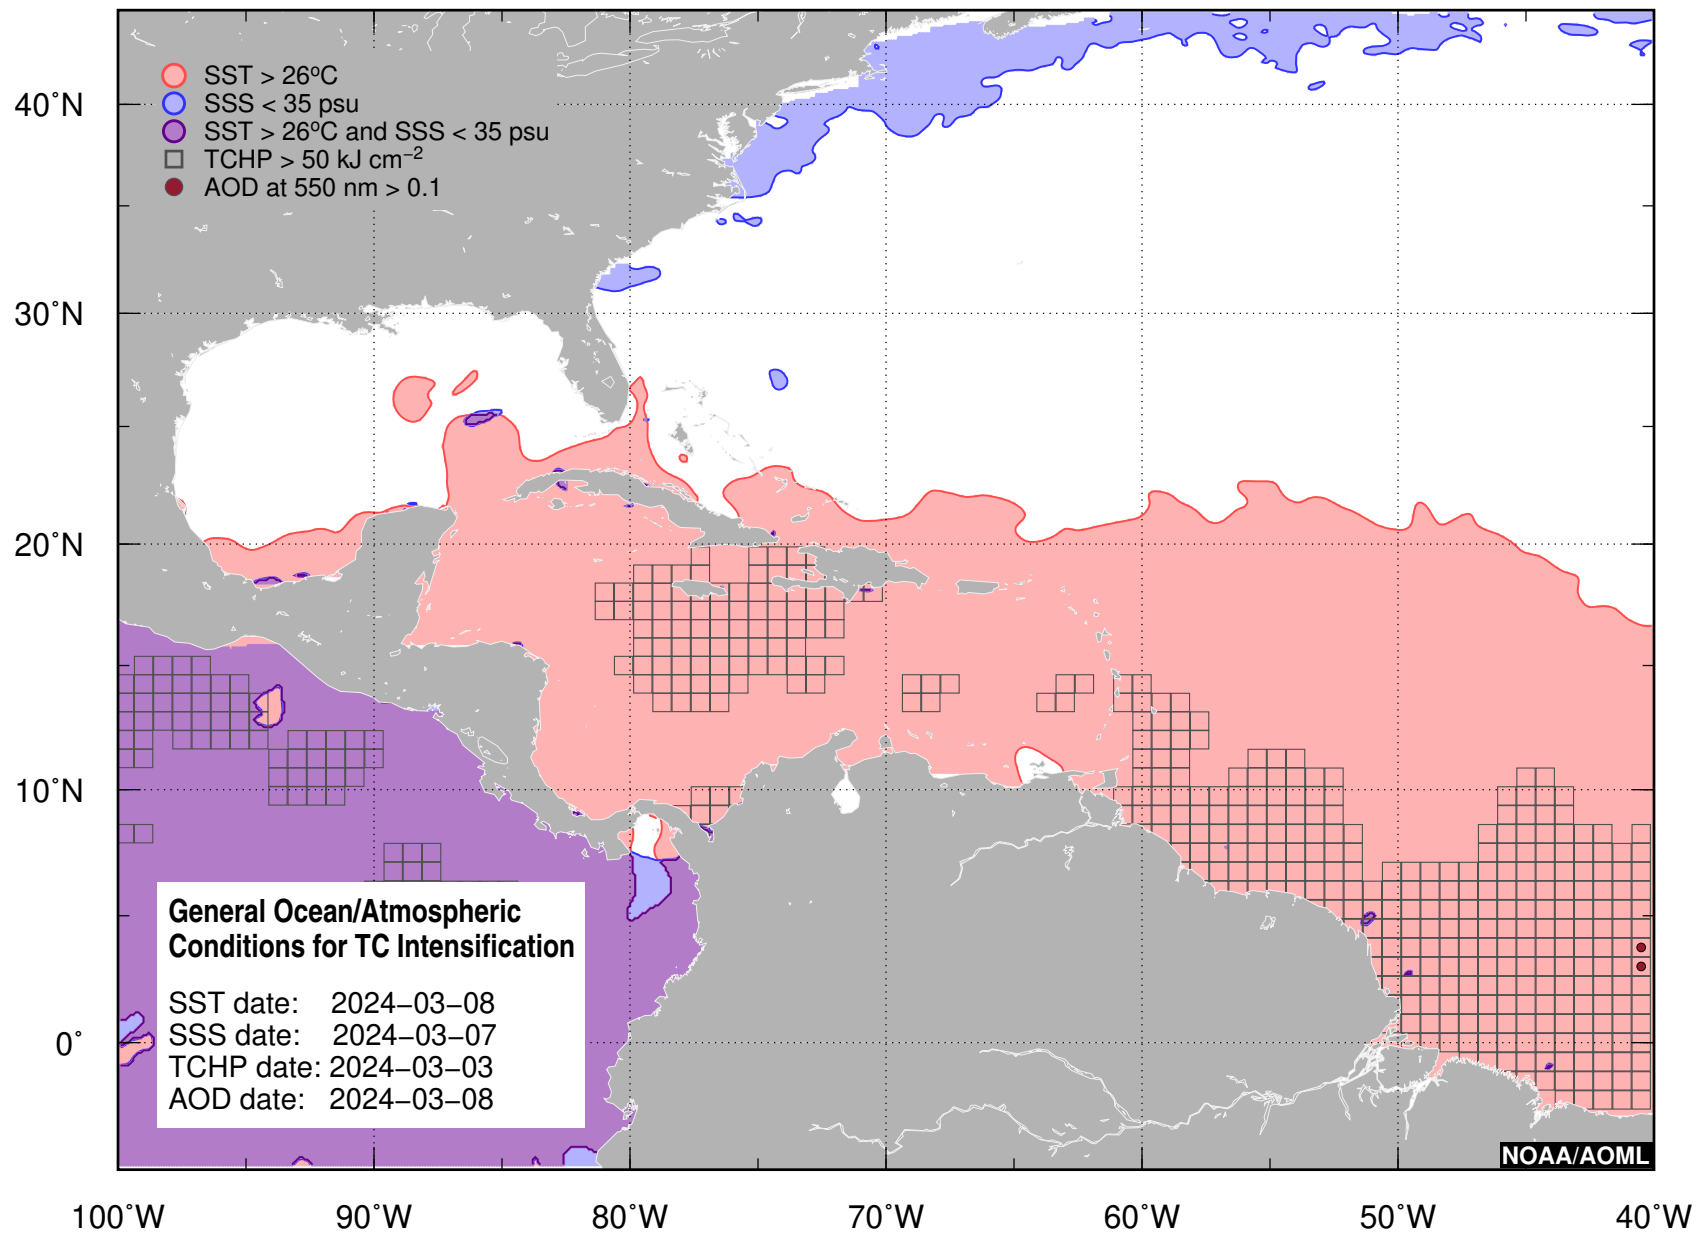 SST > 26ºC
SSS < 35 psu
SST > 26ºC and SSS < 35 psu
TCHP > 50 kJ cm⁻²
AOD at 550 nm > 0.1
40˚N
30˚N
20˚N
10˚N
0˚
General Ocean/Atmospheric
Conditions for TC Intensification
SST date: 2024−03−08
SSS date: 2024−03−07
TCHP date: 2024−03−03
AOD date: 2024−03−08
NOAA/AOML
100˚W 90˚W 80˚W 70˚W 60˚W 50˚W 40˚W